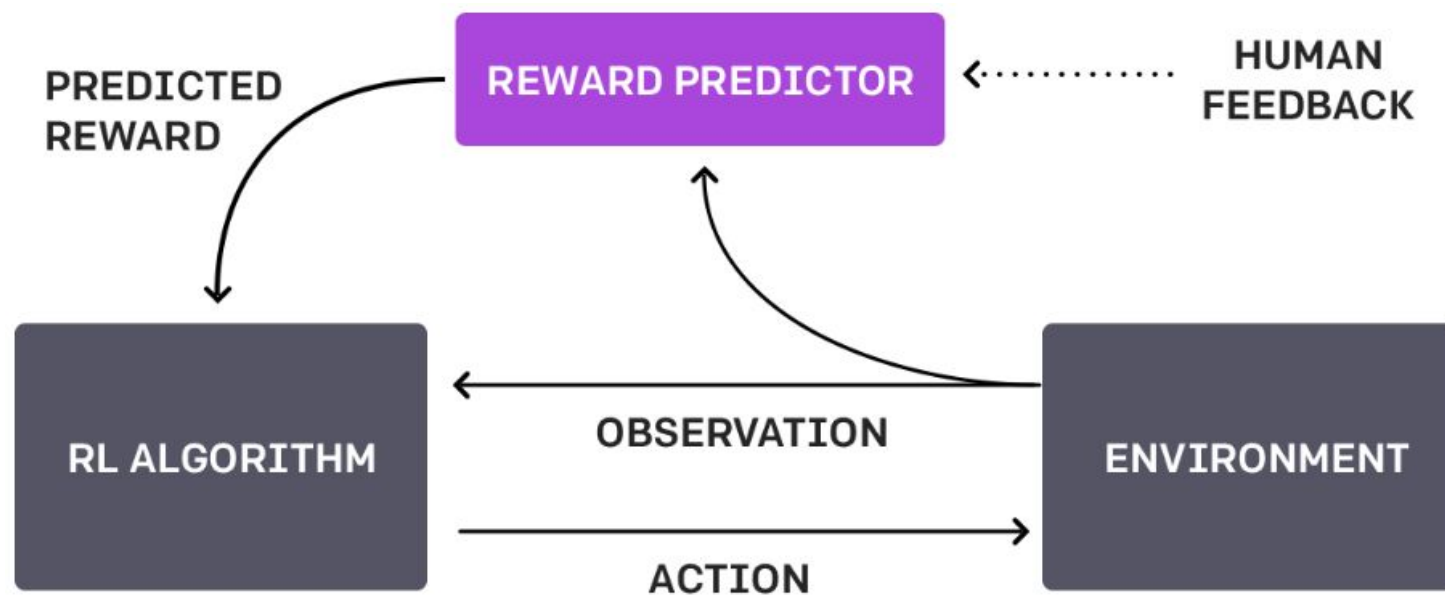 PREDICTED
REWARD
REWARD PREDICTOR
HUMAN
FEEDBACK
OBSERVATION
RL ALGORITHM
ENVIRONMENT
ACTION